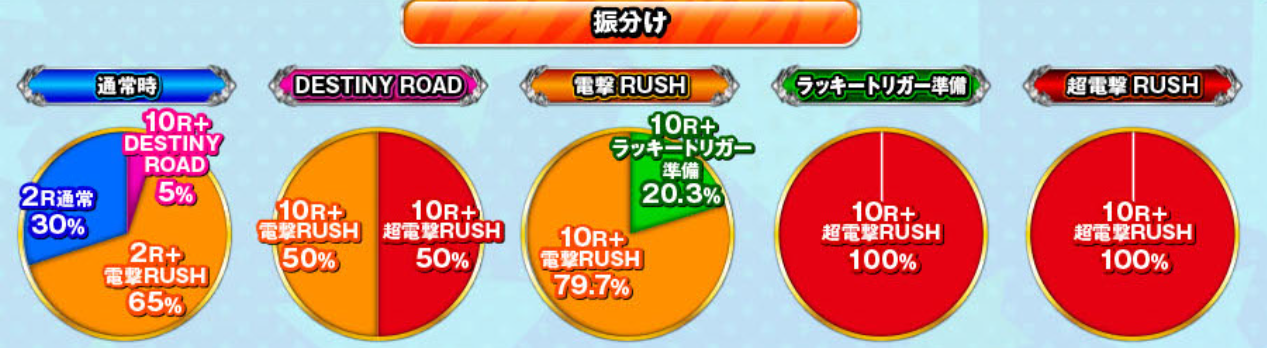 振分け
通常時
10R+
DESTINY
ROAD
5%
2R通常
30%
2R+
電撃RUSH
65%
DESTINY ROAD
10R+
電撃RUSH
50%
10R+
超電撃RUSH
50%
電撃 RUSH
10R+
ラッキートリガー
準備
20.3%
10R+
電撃RUSH
79.7%
ラッキートリガー準備
10R+
超電撃RUSH
100%
超電撃 RUSH
10R+
超電撃RUSH
100%